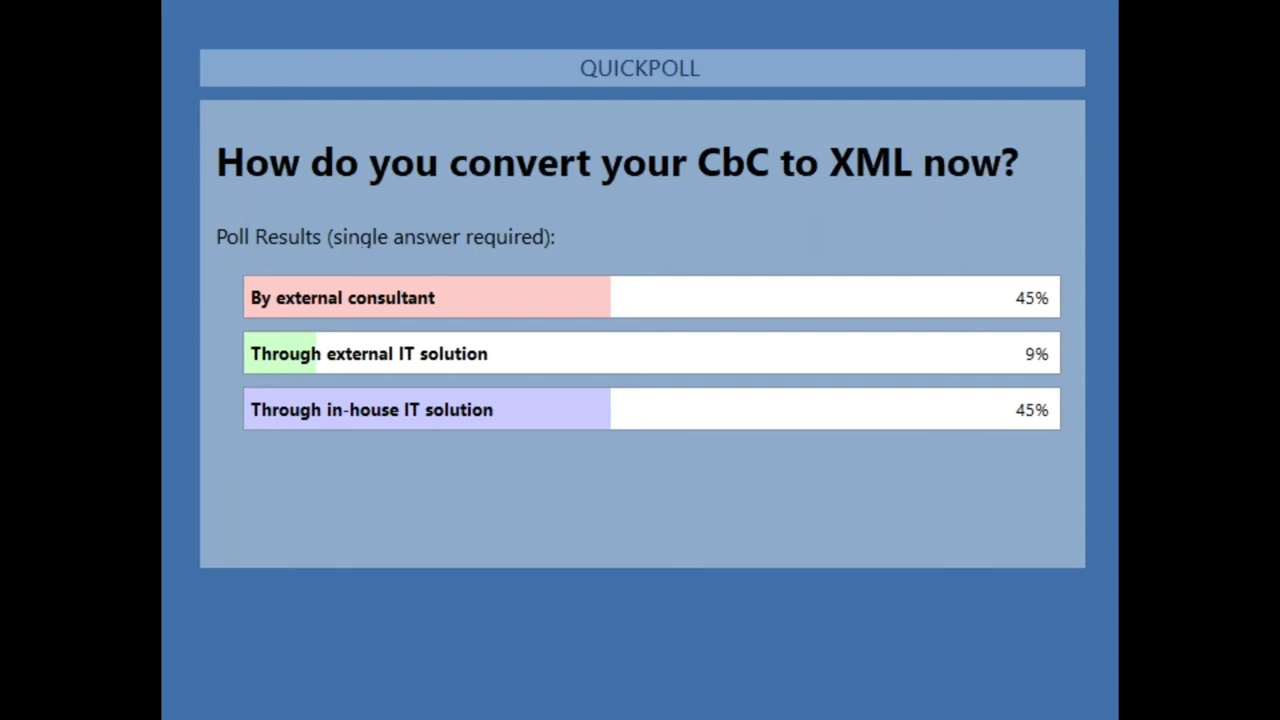 QUICKPOLL
How do you convert your CbC to XML now?
Poll Results (single answer required):
By external consultant 45%
Through external IT solution 9%
Through in-house IT solution 45%